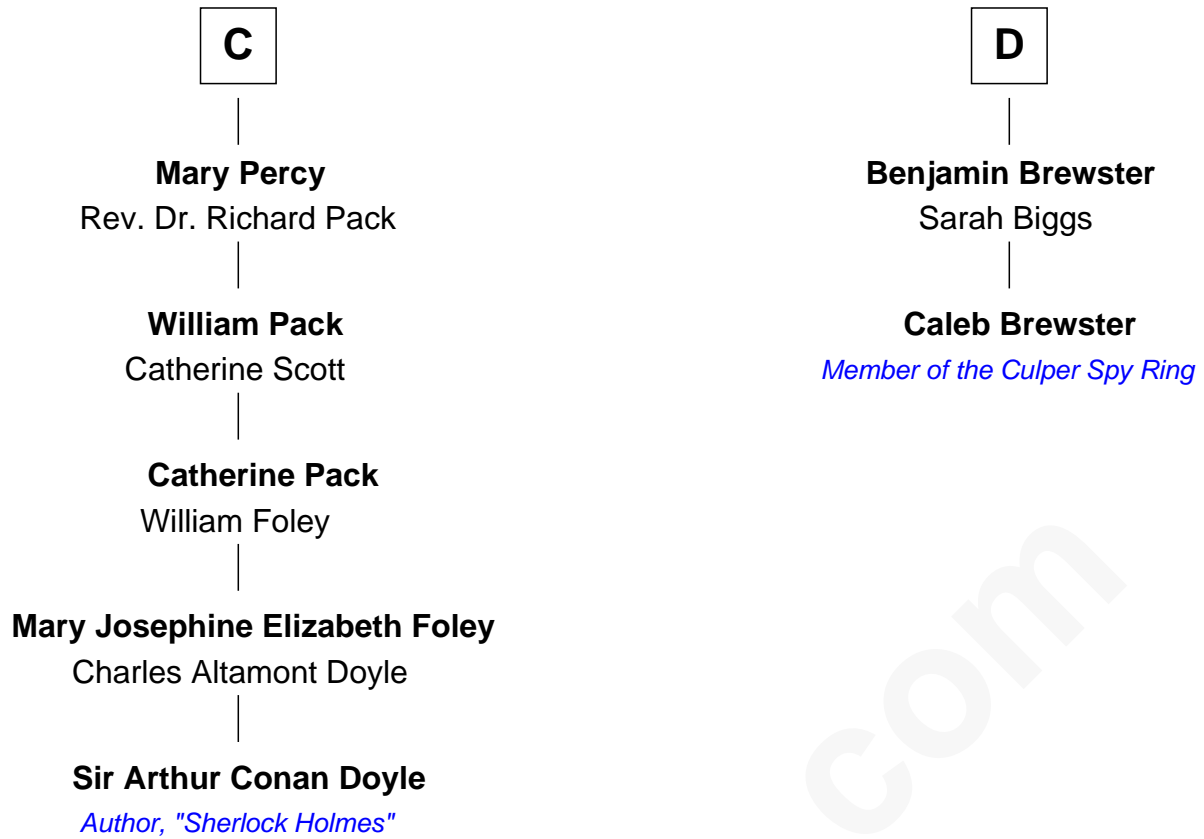 C
Mary Percy
Rev. Dr. Richard Pack
William Pack
Catherine Scott
Catherine Pack
William Foley
Mary Josephine Elizabeth Foley
Charles Altamont Doyle
Sir Arthur Conan Doyle
Author, "Sherlock Holmes"
D
Benjamin Brewster
Sarah Biggs
Caleb Brewster
Member of the Culper Spy Ring
com